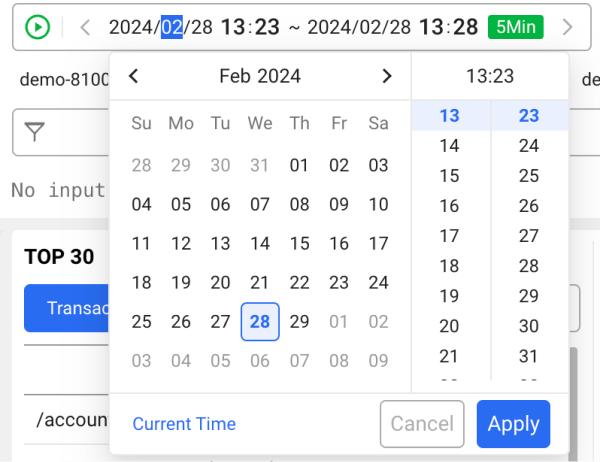 2024/02/28 13:23 ~ 2024/02/28 13:28 5Min
demo-8100
de
Feb 2024 13:23
Su Mo Tu We Th Fr Sa
13 23
14 24
28 29 30 31 01 02 03
15 25
No input
04 05 06 07 08 09 10
16 26
11 12 13 14 15 16 17
17 27
TOP 30
18 28
18 19 20 21 22 23 24
19 29
Transac
25 26 27 28 29 01 02
20 30
03 04 05 06 07 08 09
21 31
/accoun
Current Time Cancel Apply